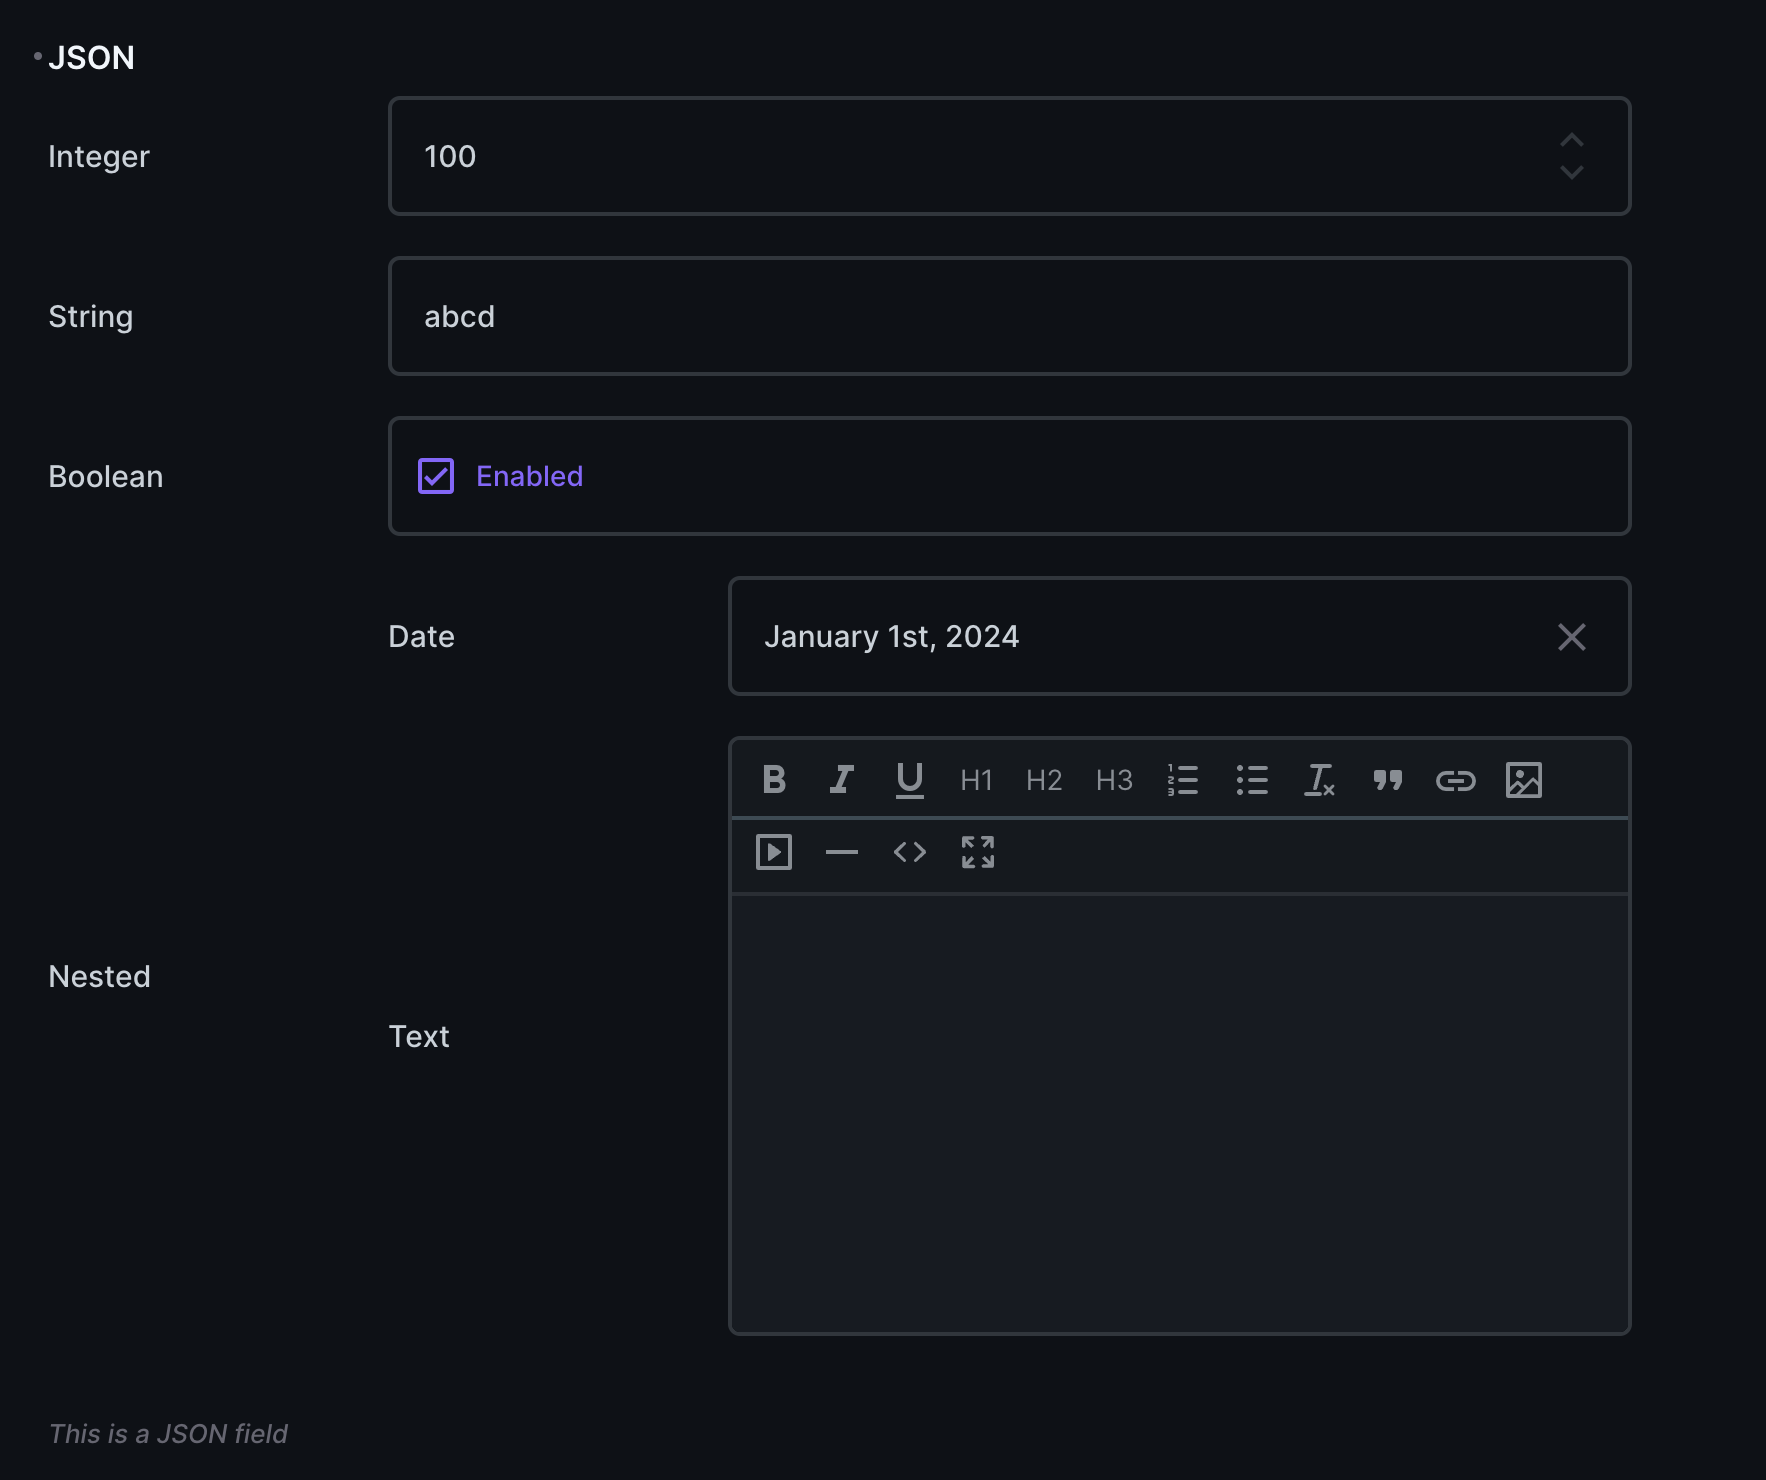 JSON
Integer
100
String
abcd
Boolean
Enabled
Date
January 1st, 2024
B I U H1 H2 H3
Nested
Text
This is a JSON field